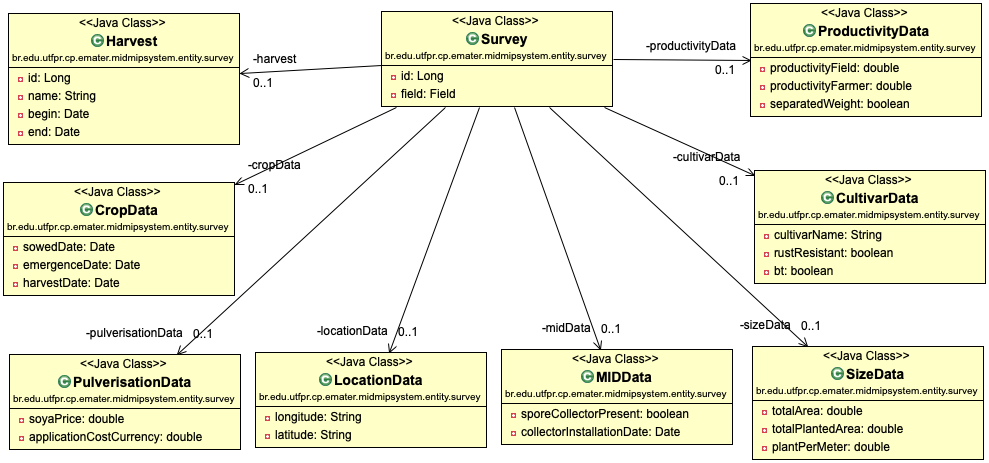 <<Java Class>>
Harvest
br.edu.utfpr.cp.emater.midmipsystem.entity.survey
id: Long
name: String
begin: Date
end: Date
-harvest
0..1
<<Java Class>>
Survey
br.edu.utfpr.cp.emater.midmipsystem.entity.survey
id: Long
field: Field
-productivityData
0..1
<<Java Class>>
ProductivityData
br.edu.utfpr.cp.emater.midmipsystem.entity.survey
productivityField: double
productivityFarmer: double
separatedWeight: boolean
-cropData
0..1
<<Java Class>>
CropData
br.edu.utfpr.cp.emater.midmipsystem.entity.survey
sowedDate: Date
emergenceDate: Date
harvestDate: Date
-cultivarData
0..1
<<Java Class>>
CultivarData
br.edu.utfpr.cp.emater.midmipsystem.entity.survey
cultivarName: String
rustResistant: boolean
bt: boolean
-pulverisationData 0..1
<<Java Class>>
PulverisationData
br.edu.utfpr.cp.emater.midmipsystem.entity.survey
soyaPrice: double
applicationCostCurrency: double
-locationData 0..1
<<Java Class>>
LocationData
br.edu.utfpr.cp.emater.midmipsystem.entity.survey
longitude: String
latitude: String
-midData 0..1
<<Java Class>>
MIDData
br.edu.utfpr.cp.emater.midmipsystem.entity.survey
sporeCollectorPresent: boolean
collectorInstallationDate: Date
-sizeData 0..1
<<Java Class>>
SizeData
br.edu.utfpr.cp.emater.midmipsystem.entity.survey
totalArea: double
totalPlantedArea: double
plantPerMeter: double